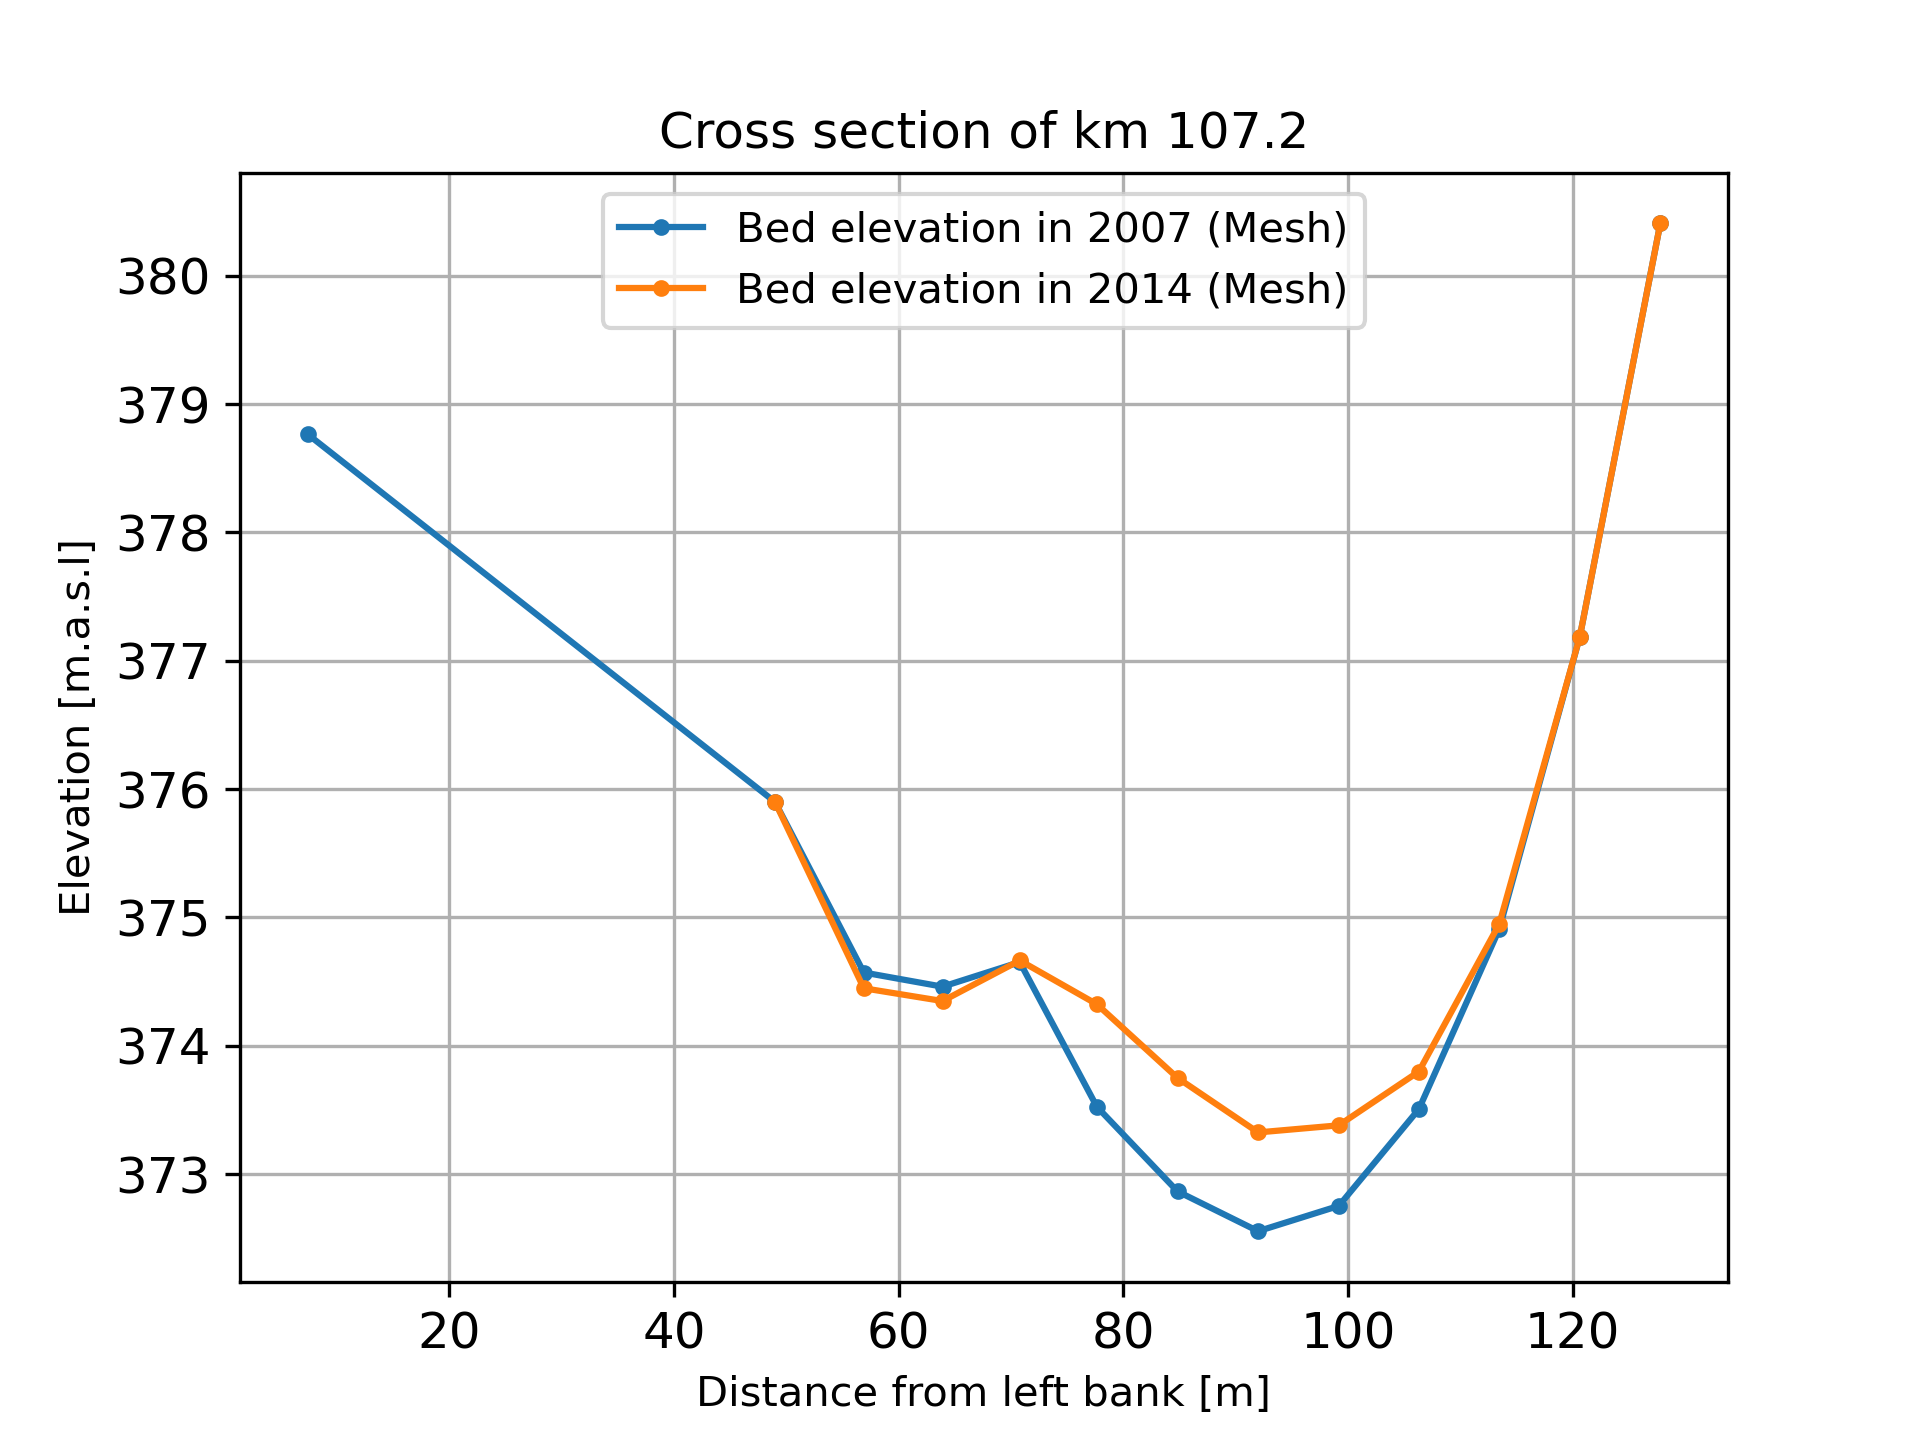 Cross section of km 107.2
Bed elevation in 2007 (Mesh)
Bed elevation in 2014 (Mesh)
380
379
378
377
376
375
374
373
Elevation [m.a.s.l]
20 40 60 80 100 120
Distance from left bank [m]